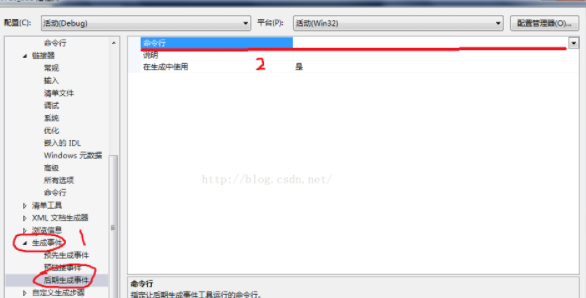 配置(C):
活动(Debug)
平台(P):
活动(Win32)
配置管理器(O)...
命令行
链接器
常规
输入
清单文件
调试
系统
优化
嵌入的 IDL
Windows 元数据
高级
所有选项
命令行
清单工具
XML 文档生成器
浏览信息
生成事件
1
预先生成事件
预链接事件
后期生成事件
自定义生成步骤
命令行
说明
在生成中使用
2
是
http://blog.csdn.net/
命令行
指定让后期生成事件工具运行的命令行。